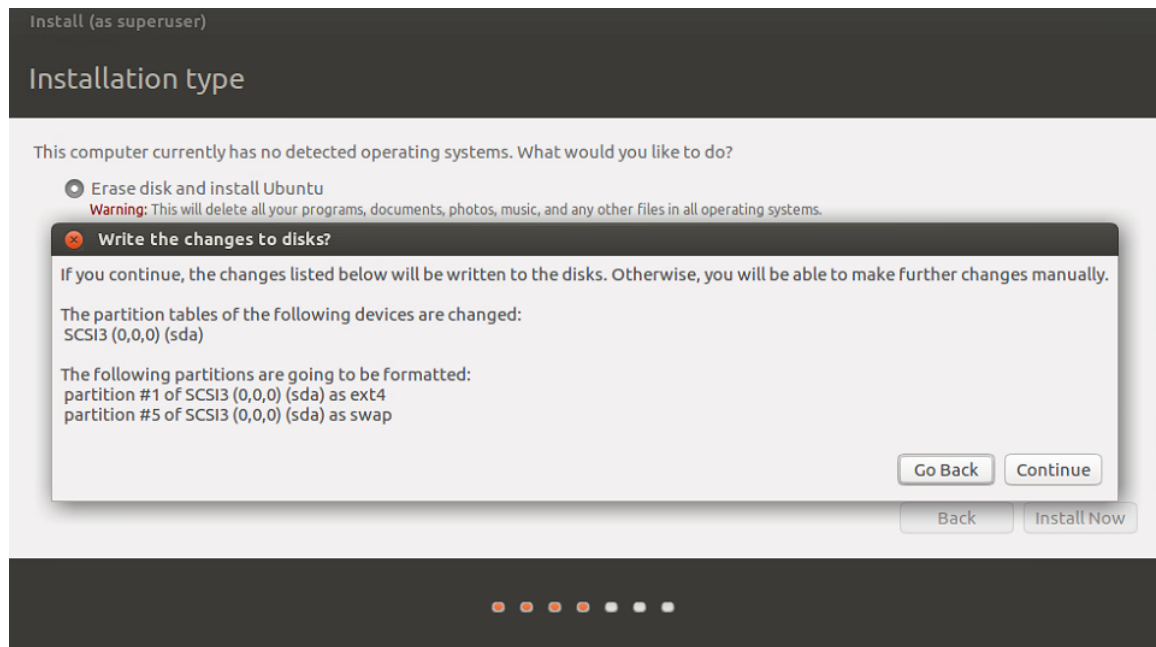 Install (as superuser)
Installation type
This computer currently has no detected operating systems. What would you like to do?
Erase disk and install Ubuntu
Warning: This will delete all your programs, documents, photos, music, and any other files in all operating systems.
Write the changes to disks?
If you continue, the changes listed below will be written to the disks. Otherwise, you will be able to make further changes manually.
The partition tables of the following devices are changed:
SCSI3 (0,0,0) (sda)
The following partitions are going to be formatted:
partition #1 of SCSI3 (0,0,0) (sda) as ext4
partition #5 of SCSI3 (0,0,0) (sda) as swap
Go Back Continue
Back Install Now